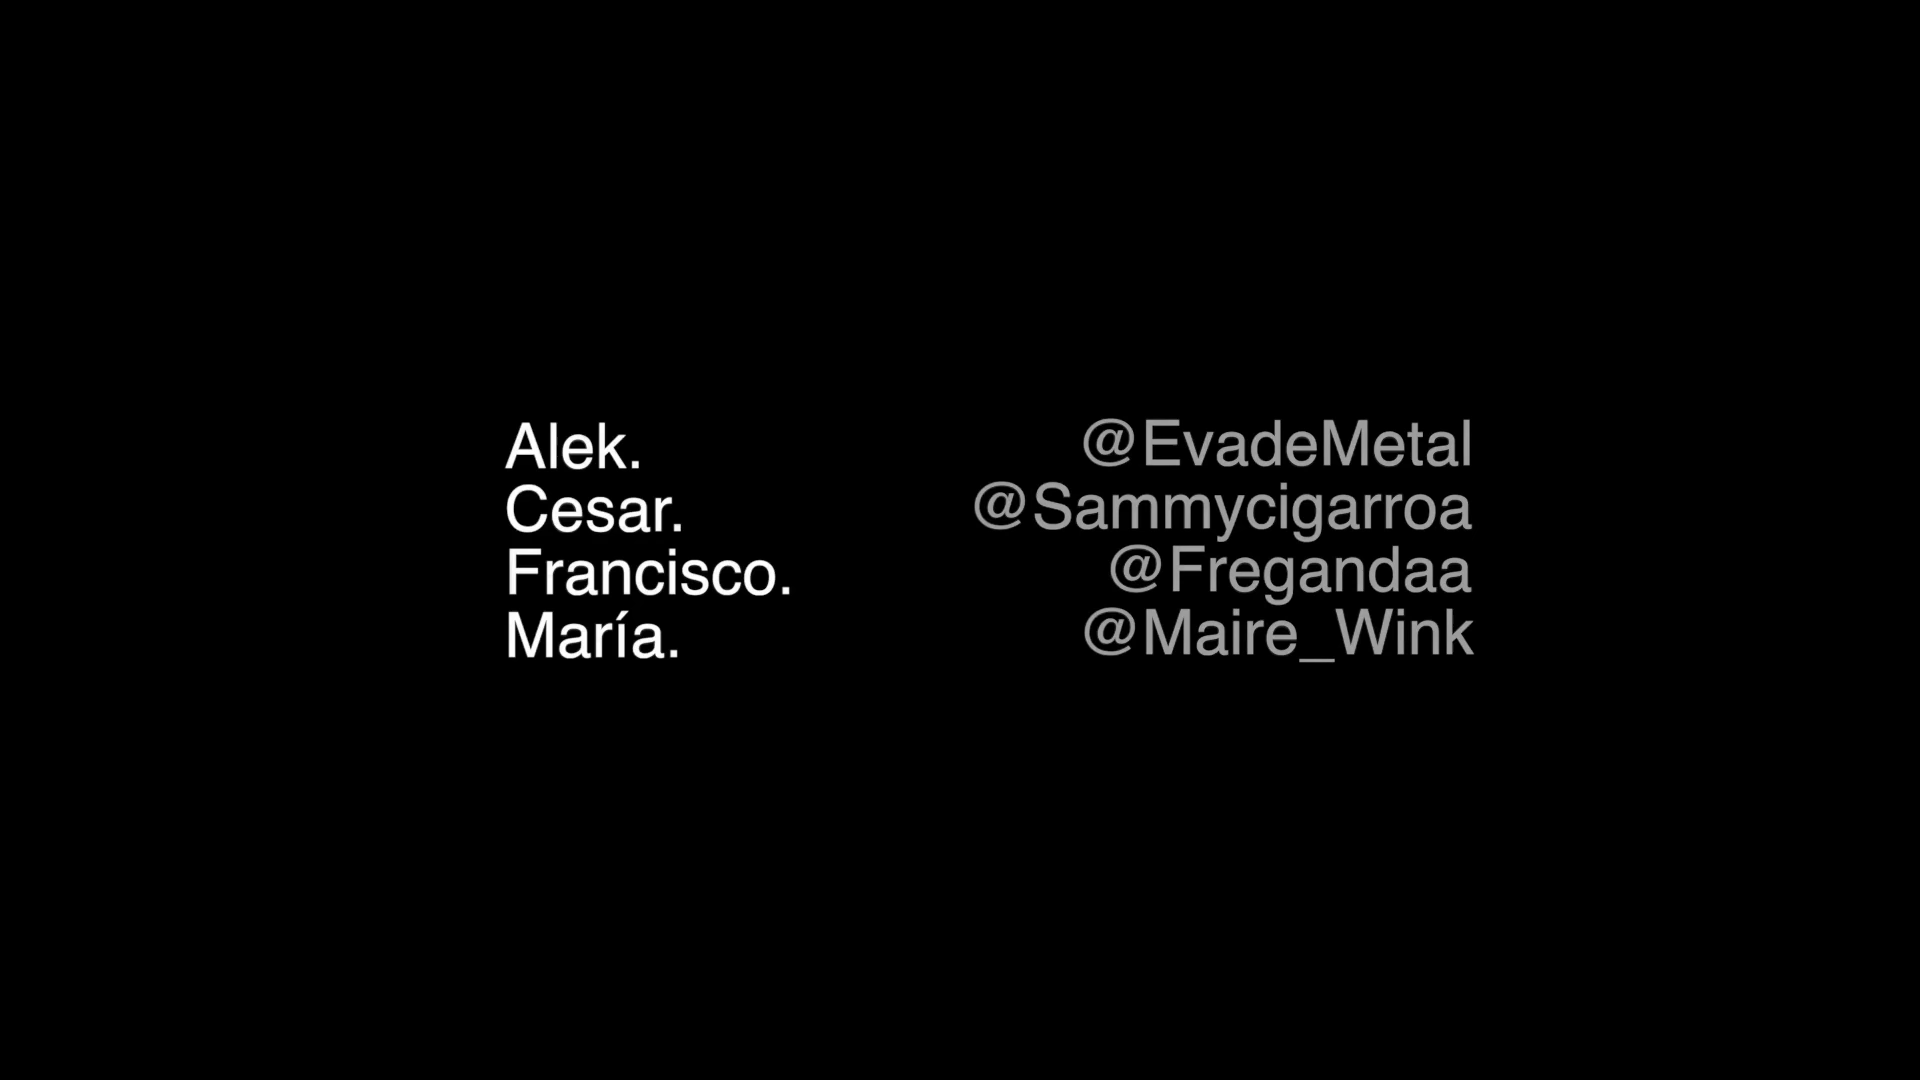 Alek. @EvadeMetal
Cesar. @Sammycigarroa
Francisco. @Fregandaa
María. @Maire_Wink